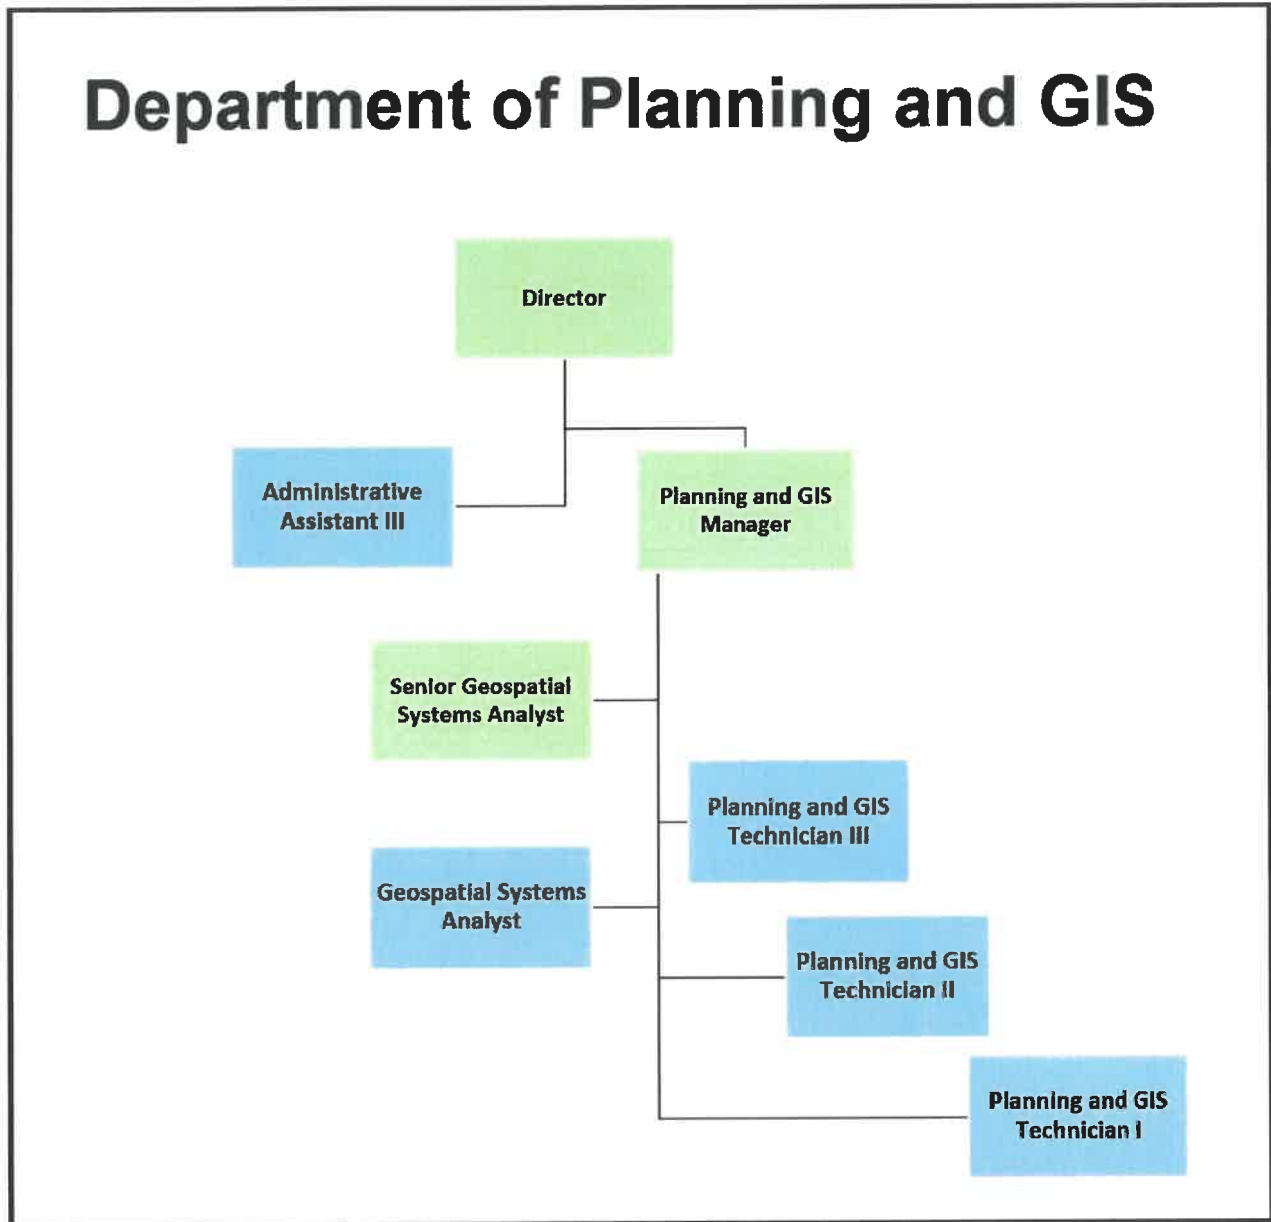 Department of Planning and GIS
Director
Administrative
Assistant III
Planning and GIS
Manager
Senior Geospatial
Systems Analyst
Planning and GIS
Technician III
Geospatial Systems
Analyst
Planning and GIS
Technician II
Planning and GIS
Technician I